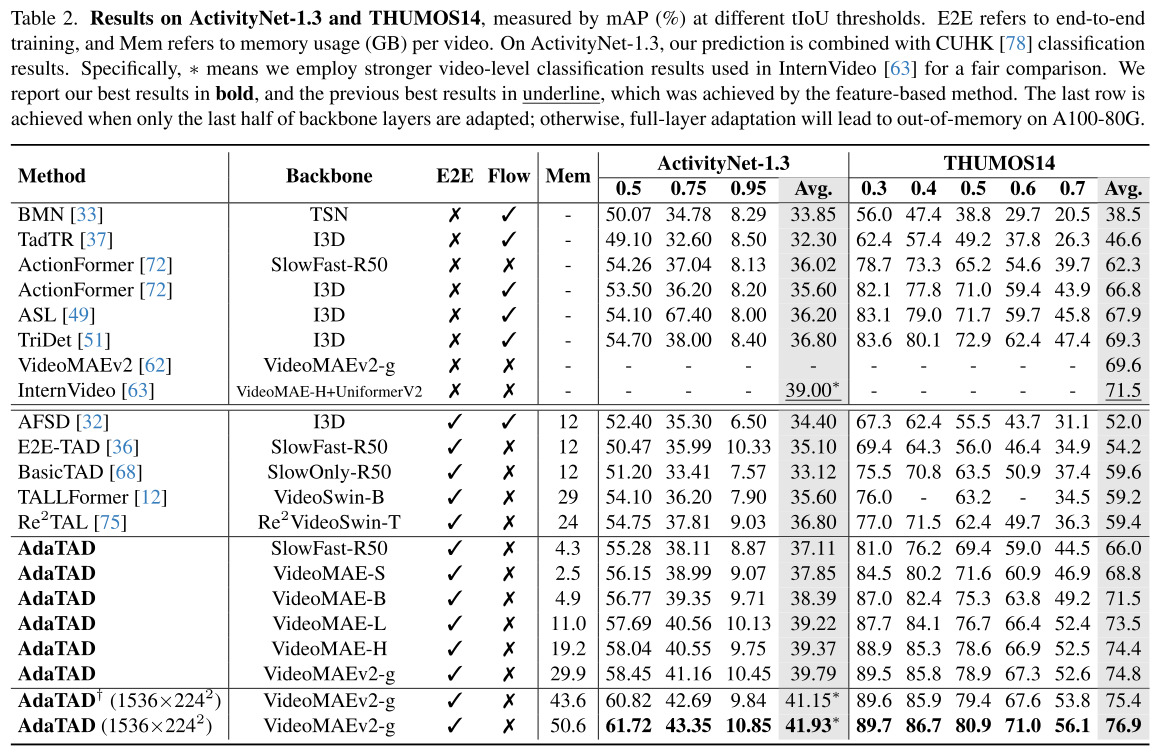 Table 2. Results on ActivityNet-1.3 and THUMOS14, measured by mAP (%) at different tIoU thresholds. E2E refers to end-to-end
training, and Mem refers to memory usage (GB) per video. On ActivityNet-1.3, our prediction is combined with CUHK [78] classification
results. Specifically, ∗ means we employ stronger video-level classification results used in InternVideo [63] for a fair comparison. We
report our best results in bold, and the previous best results in underline, which was achieved by the feature-based method. The last row is
achieved when only the last half of backbone layers are adapted; otherwise, full-layer adaptation will lead to out-of-memory on A100-80G.
Method Backbone E2E Flow Mem ActivityNet-1.3 THUMOS14
0.5 0.75 0.95 Avg. 0.3 0.4 0.5 0.6 0.7 Avg.
BMN [33] TSN ✗ ✓ - 50.07 34.78 8.29 33.85 56.0 47.4 38.8 29.7 20.5 38.5
TadTR [37] I3D ✗ ✓ - 49.10 32.60 8.50 32.30 62.4 57.4 49.2 37.8 26.3 46.6
ActionFormer [72] SlowFast-R50 ✗ ✗ - 54.26 37.04 8.13 36.02 78.7 73.3 65.2 54.6 39.7 62.3
ActionFormer [72] I3D ✗ ✓ - 53.50 36.20 8.20 35.60 82.1 77.8 71.0 59.4 43.9 66.8
ASL [49] I3D ✗ ✓ - 54.10 67.40 8.00 36.20 83.1 79.0 71.7 59.7 45.8 67.9
TriDet [51] I3D ✗ ✓ - 54.70 38.00 8.40 36.80 83.6 80.1 72.9 62.4 47.4 69.3
VideoMAEv2 [62] VideoMAEv2-g ✗ ✗ - - - - - - - - - - 69.6
InternVideo [63] VideoMAE-H+UniformerV2 ✗ ✗ - - - - 39.00* - - - - - 71.5
AFSD [32] I3D ✓ ✓ 12 52.40 35.30 6.50 34.40 67.3 62.4 55.5 43.7 31.1 52.0
E2E-TAD [36] SlowFast-R50 ✓ ✗ 12 50.47 35.99 10.33 35.10 69.4 64.3 56.0 46.4 34.9 54.2
BasicTAD [68] SlowOnly-R50 ✓ ✗ 12 51.20 33.41 7.57 33.12 75.5 70.8 63.5 50.9 37.4 59.6
TALLFormer [12] VideoSwin-B ✓ ✗ 29 54.10 36.20 7.90 35.60 76.0 - 63.2 - 34.5 59.2
Re²TAL [75] Re²VideoSwin-T ✓ ✗ 24 54.75 37.81 9.03 36.80 77.0 71.5 62.4 49.7 36.3 59.4
AdaTAD SlowFast-R50 ✓ ✗ 4.3 55.28 38.11 8.87 37.11 81.0 76.2 69.4 59.0 44.5 66.0
AdaTAD VideoMAE-S ✓ ✗ 2.5 56.15 38.99 9.07 37.85 84.5 80.2 71.6 60.9 46.9 68.8
AdaTAD VideoMAE-B ✓ ✗ 4.9 56.77 39.35 9.71 38.39 87.0 82.4 75.3 63.8 49.2 71.5
AdaTAD VideoMAE-L ✓ ✗ 11.0 57.69 40.56 10.13 39.22 87.7 84.1 76.7 66.4 52.4 73.5
AdaTAD VideoMAE-H ✓ ✗ 19.2 58.04 40.55 9.75 39.37 88.9 85.3 78.6 66.9 52.5 74.4
AdaTAD VideoMAEv2-g ✓ ✗ 29.9 58.45 41.16 10.45 39.79 89.5 85.8 78.9 67.3 52.6 74.8
AdaTAD† (1536×224²) VideoMAEv2-g ✓ ✗ 43.6 60.82 42.69 9.84 41.15* 89.6 85.9 79.4 67.6 53.8 75.4
AdaTAD (1536×224²) VideoMAEv2-g ✓ ✗ 50.6 61.72 43.35 10.85 41.93* 89.7 86.7 80.9 71.0 56.1 76.9